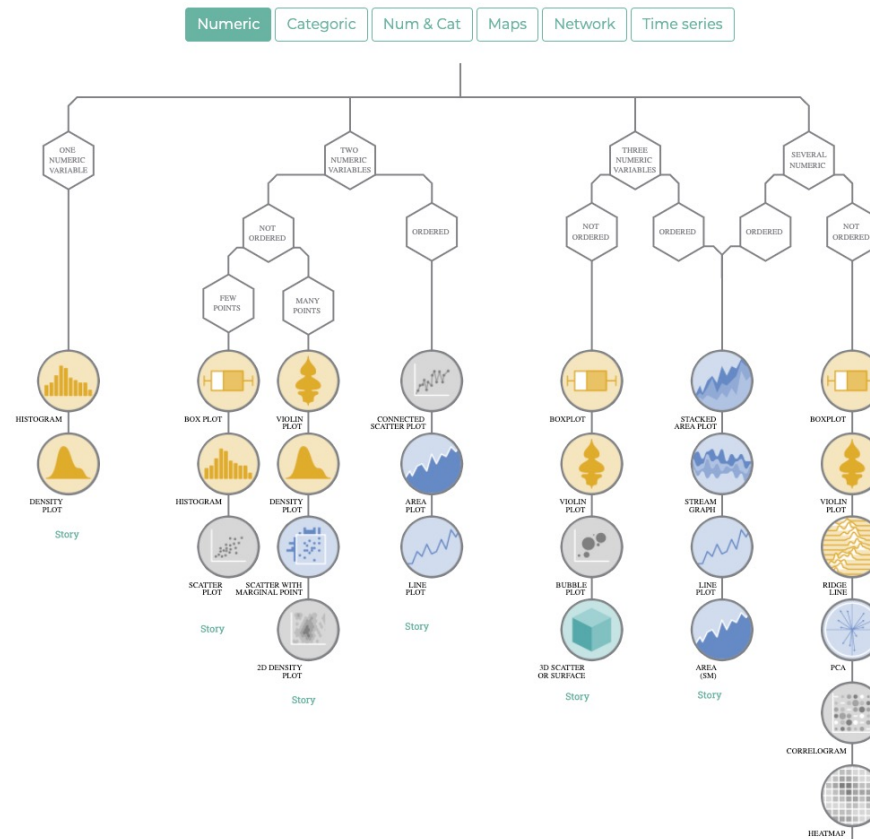 Numeric
Categoric
Num & Cat
Maps
Network
Time series
ONE
NUMERIC
VARIABLE
TWO
NUMERIC
VARIABLES
THREE
NUMERIC
VARIABLES
SEVERAL
NUMERIC
NOT
ORDERED
ORDERED
NOT
ORDERED
ORDERED
ORDERED
NOT
ORDERED
FEW
POINTS
MANY
POINTS
HISTOGRAM
DENSITY
PLOT
Story
BOX PLOT
HISTOGRAM
SCATTER
PLOT
Story
VIOLIN
PLOT
DENSITY
PLOT
SCATTER WITH
MARGINAL POINT
2D DENSITY
PLOT
Story
CONNECTED
SCATTER PLOT
AREA
PLOT
LINE
PLOT
Story
BOXPLOT
VIOLIN
PLOT
BUBBLE
PLOT
3D SCATTER
OR SURFACE
Story
STACKED
AREA PLOT
STREAM
GRAPH
LINE
PLOT
AREA
(SM)
Story
BOXPLOT
VIOLIN
PLOT
RIDGE
LINE
PCA
CORRELOGRAM
HEATMAP